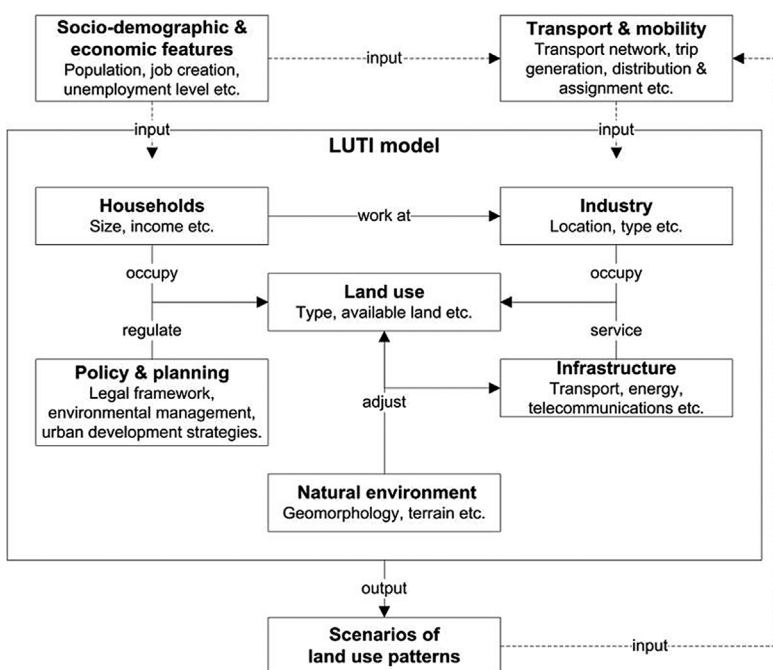 Socio-demographic &
economic features
Population, job creation,
unemployment level etc.
input
Transport & mobility
Transport network, trip
generation, distribution &
assignment etc.
input
input
LUTI model
Households
Size, income etc.
work at
Industry
Location, type etc.
occupy
occupy
Land use
Type, available land etc.
regulate
service
Policy & planning
Legal framework,
environmental management,
urban development strategies.
Infrastructure
Transport, energy,
telecommunications etc.
adjust
Natural environment
Geomorphology, terrain etc.
output
Scenarios of
land use patterns
input